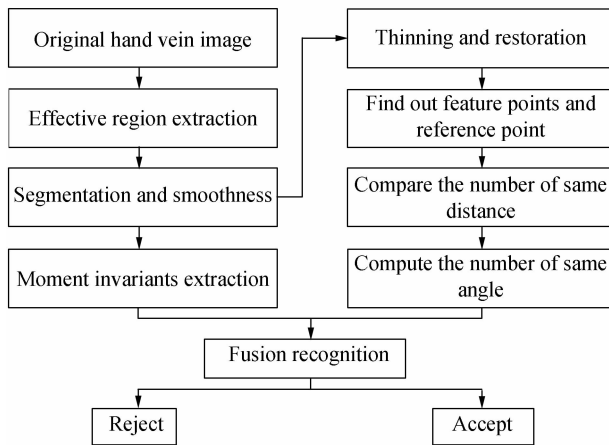 Original hand vein image
Effective region extraction
Segmentation and smoothness
Moment invariants extraction
Thinning and restoration
Find out feature points and
reference point
Compare the number of same
distance
Compute the number of same
angle
Fusion recognition
Reject
Accept